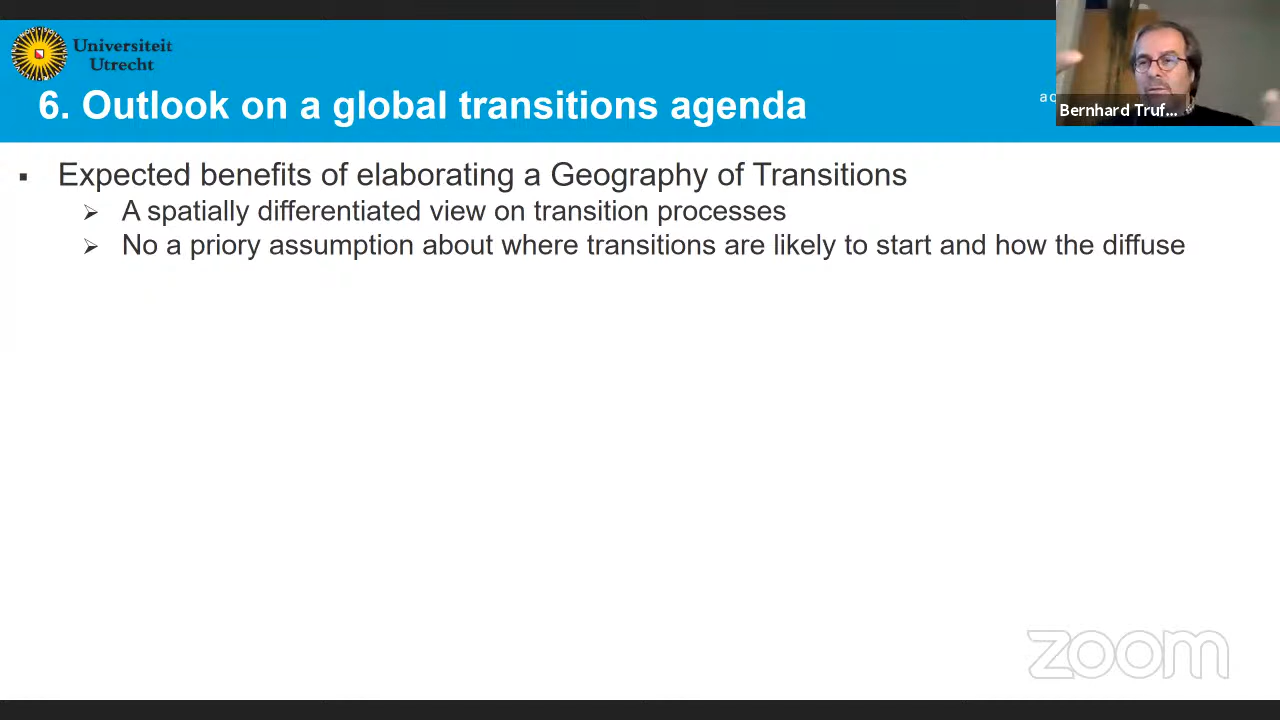 Universiteit
Utrecht
6. Outlook on a global transitions agenda
Bernhard Truf...
Expected benefits of elaborating a Geography of Transitions
A spatially differentiated view on transition processes
No a priory assumption about where transitions are likely to start and how the diffuse
zoom